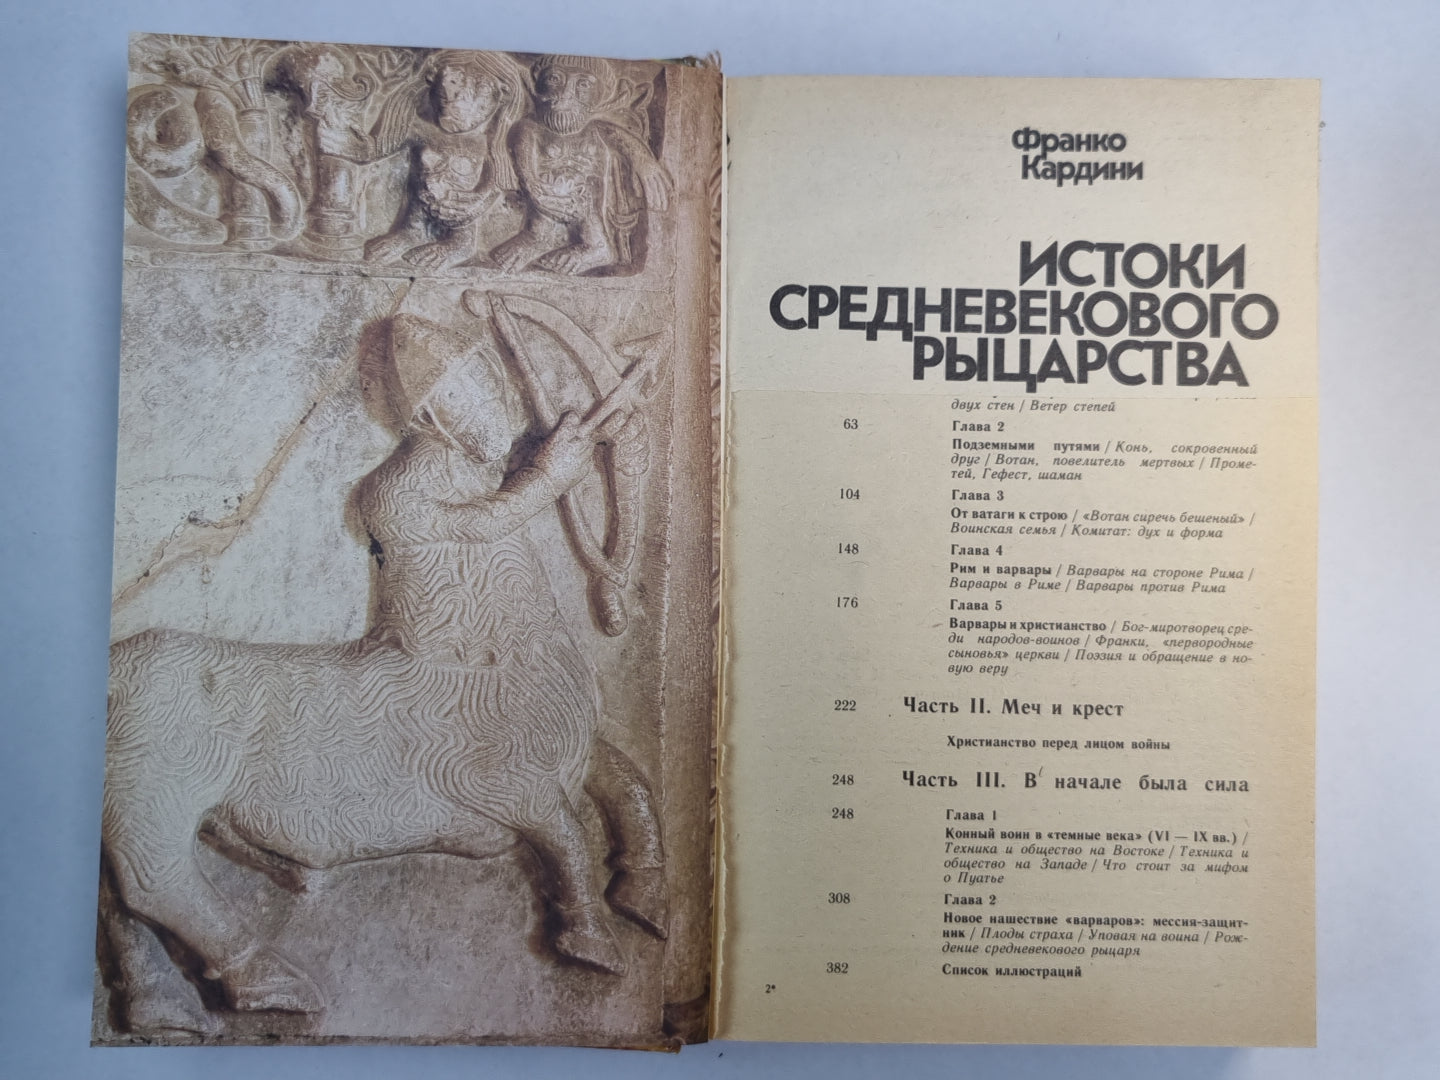 Франко
Кардини
ИСТОКИ
СРЕДНЕВЕКОВОГО
РЫЦАРСТВА
двух стен / Ветер степей
63 Глава 2
Подземными путями / Конь, сокровенный
друг / Вотан, повелитель мертвых / Проме-
тей, Гефест, шаман
104 Глава 3
От ватаги к строю / «Вотан сиречь бешеный» /
Воинская семья / Комитат: дух и форма
148 Глава 4
Рим и варвары / Варвары на стороне Рима /
Варвары в Риме / Варвары против Рима
176 Глава 5
Варвары и христианство / Бог-миротворец сре-
ди народов-воинов / Франки, «первородные
сыновья» церкви / Поэзия и обращение в но-
вую веру
222 Часть II. Меч и крест
Христианство перед лицом войны
248 Часть III. В начале была сила
248 Глава 1
Конный воин в «темные века» (VI — IX вв.) /
Техника и общество на Востоке / Техника и
общество на Западе / Что стоит за мифом
о Пуатье
308 Глава 2
Новое нашествие «варваров»: мессия-защит-
ник / Плоды страха / Уповая на воина / Рож-
дение средневекового рыцаря
382 Список иллюстраций
2*